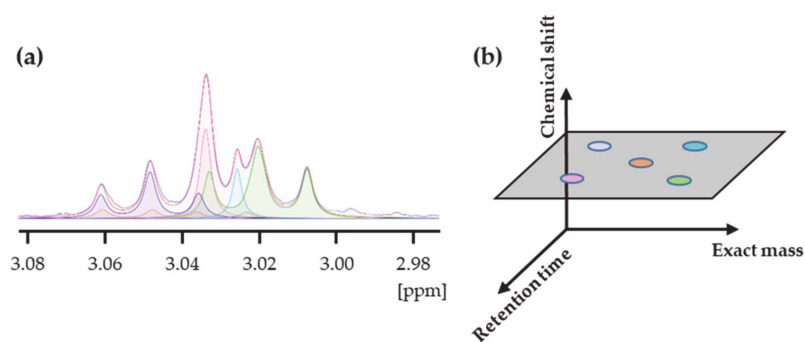 (a)
3.08 3.06 3.04 3.02 3.00 2.98
[ppm]
(b)
Chemical shift
Exact mass
Retention time